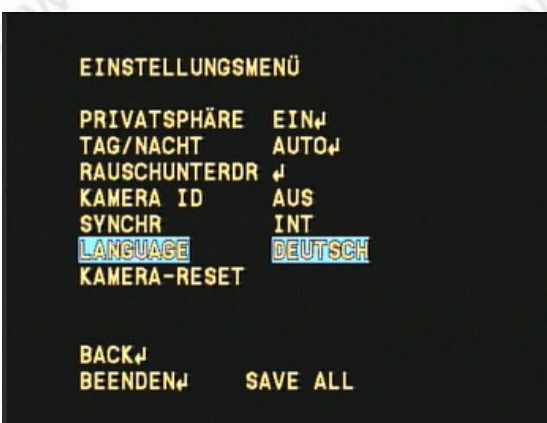 EINSTELLUNGSMENÜ
PRIVATSPHÄRE EIN↲
TAG/NACHT AUTO↲
RAUSCHUNTERDR ↲
KAMERA ID AUS
SYNCHR INT
LANGUAGE DEUTSCH
KAMERA-RESET
BACK↲
BEENDEN↲ SAVE ALL